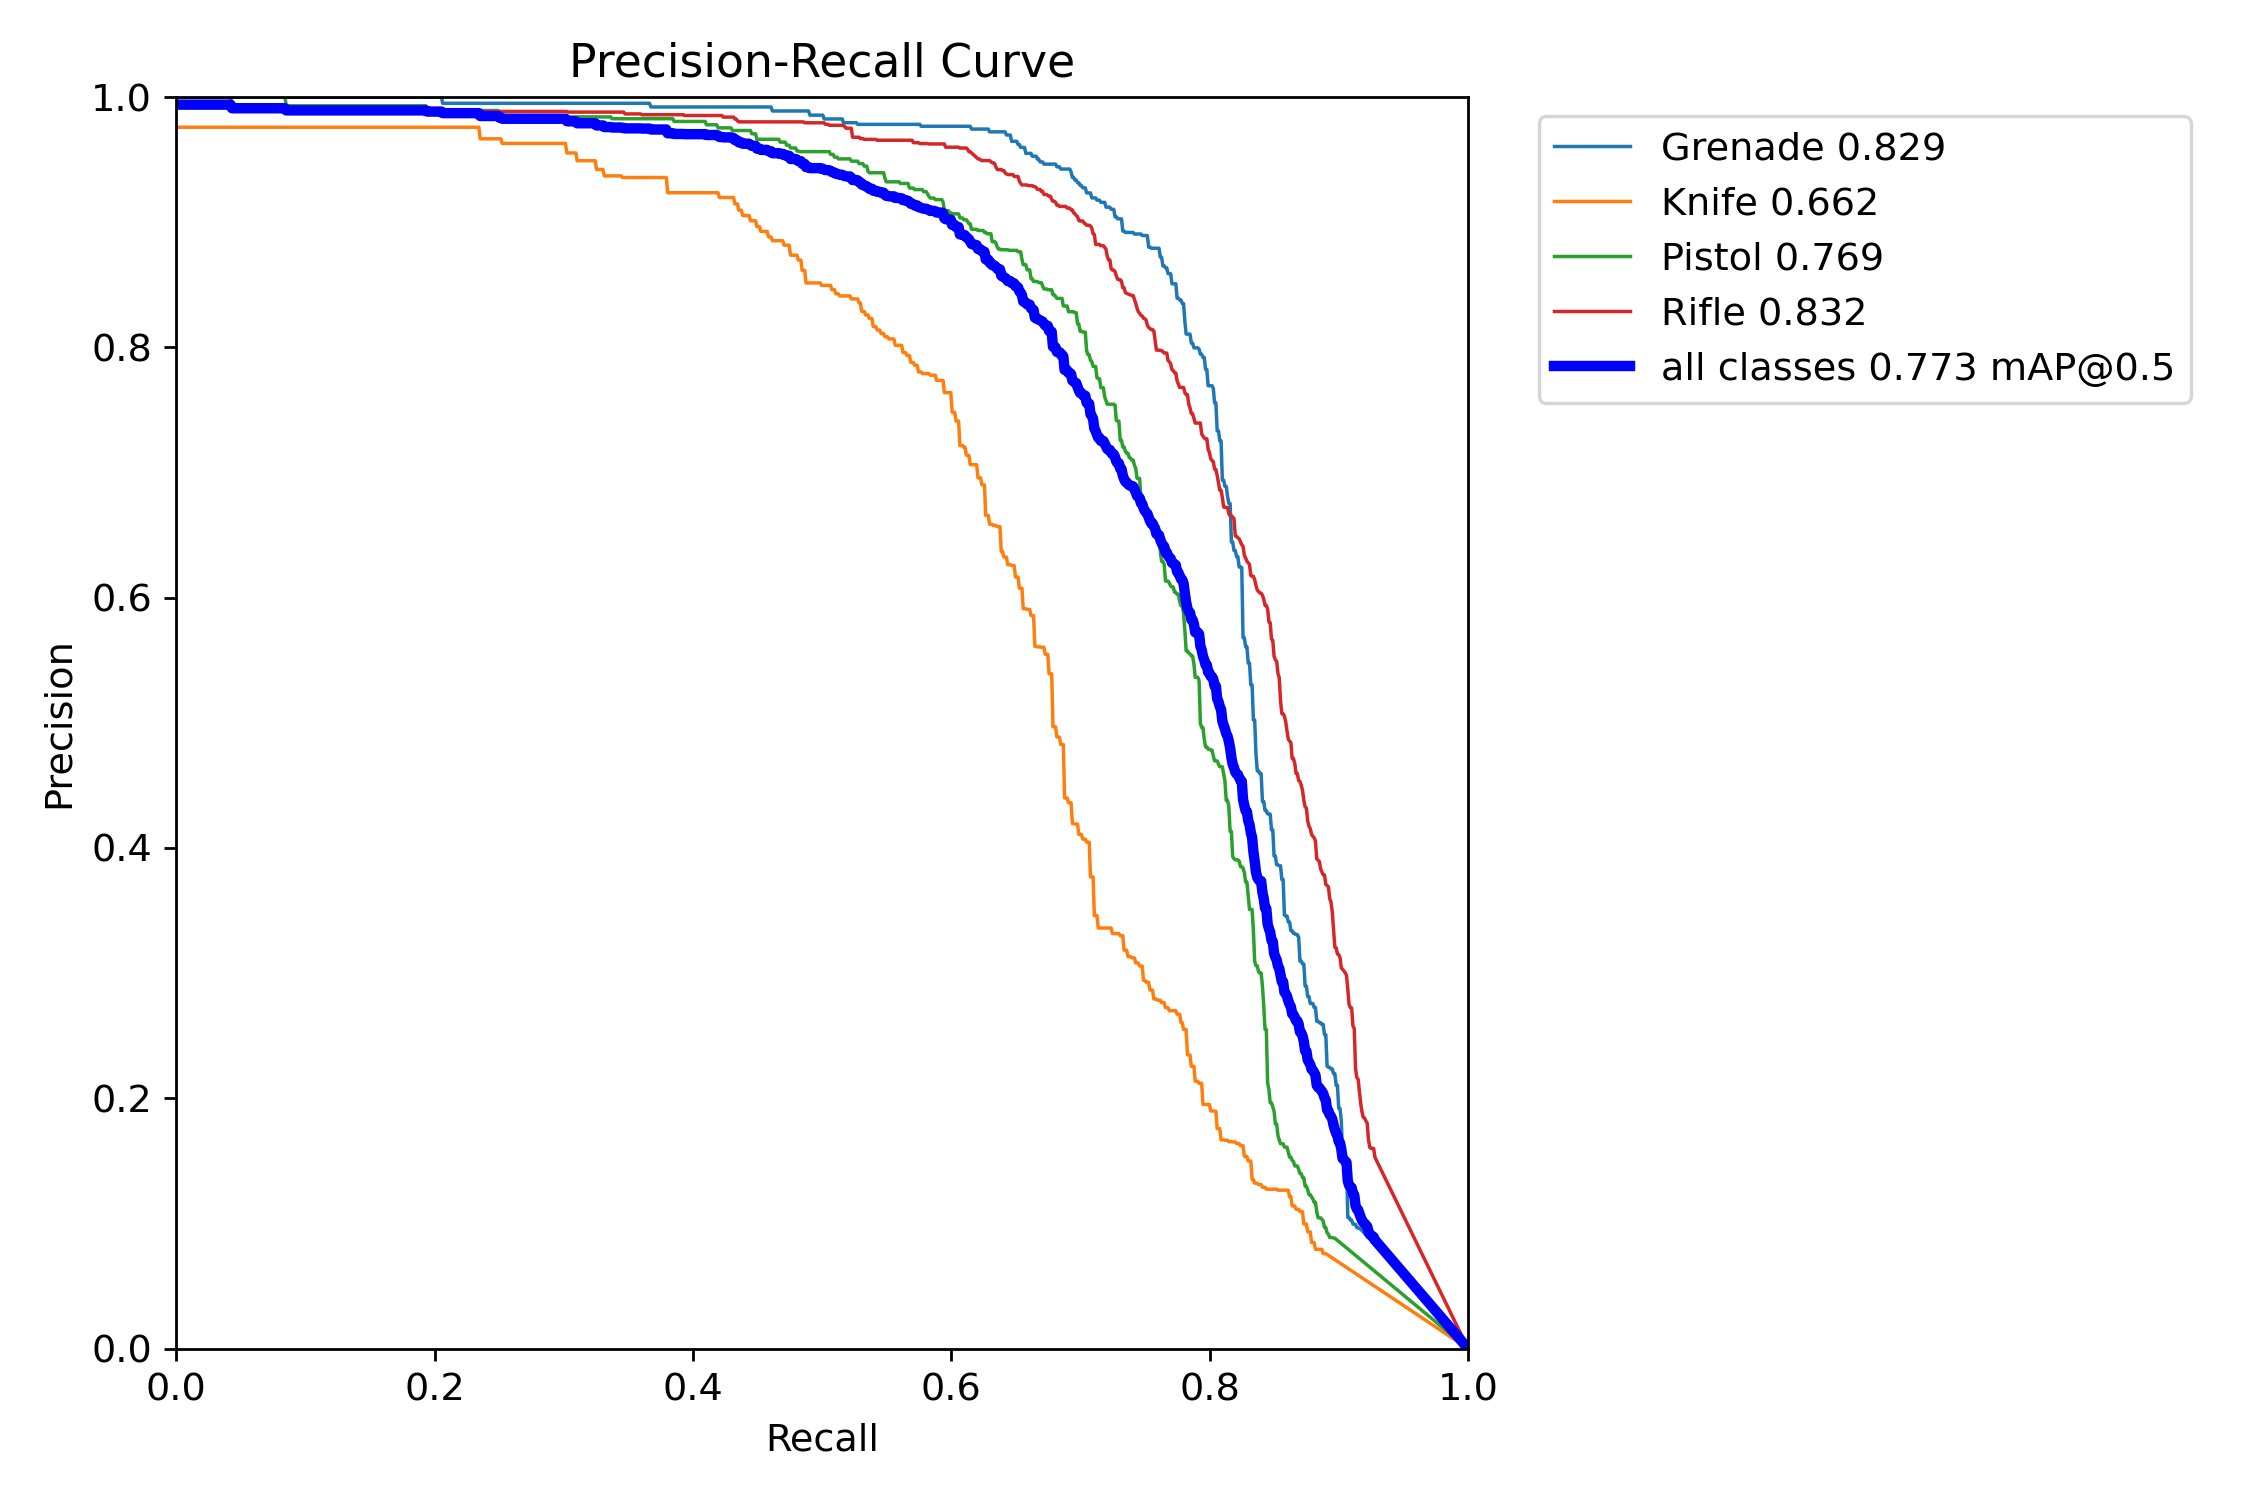 Precision-Recall Curve
1.0
0.8
0.6
0.4
0.2
0.0
Precision
0.0 0.2 0.4 0.6 0.8 1.0
Recall
Grenade 0.829
Knife 0.662
Pistol 0.769
Rifle 0.832
all classes 0.773 mAP@0.5